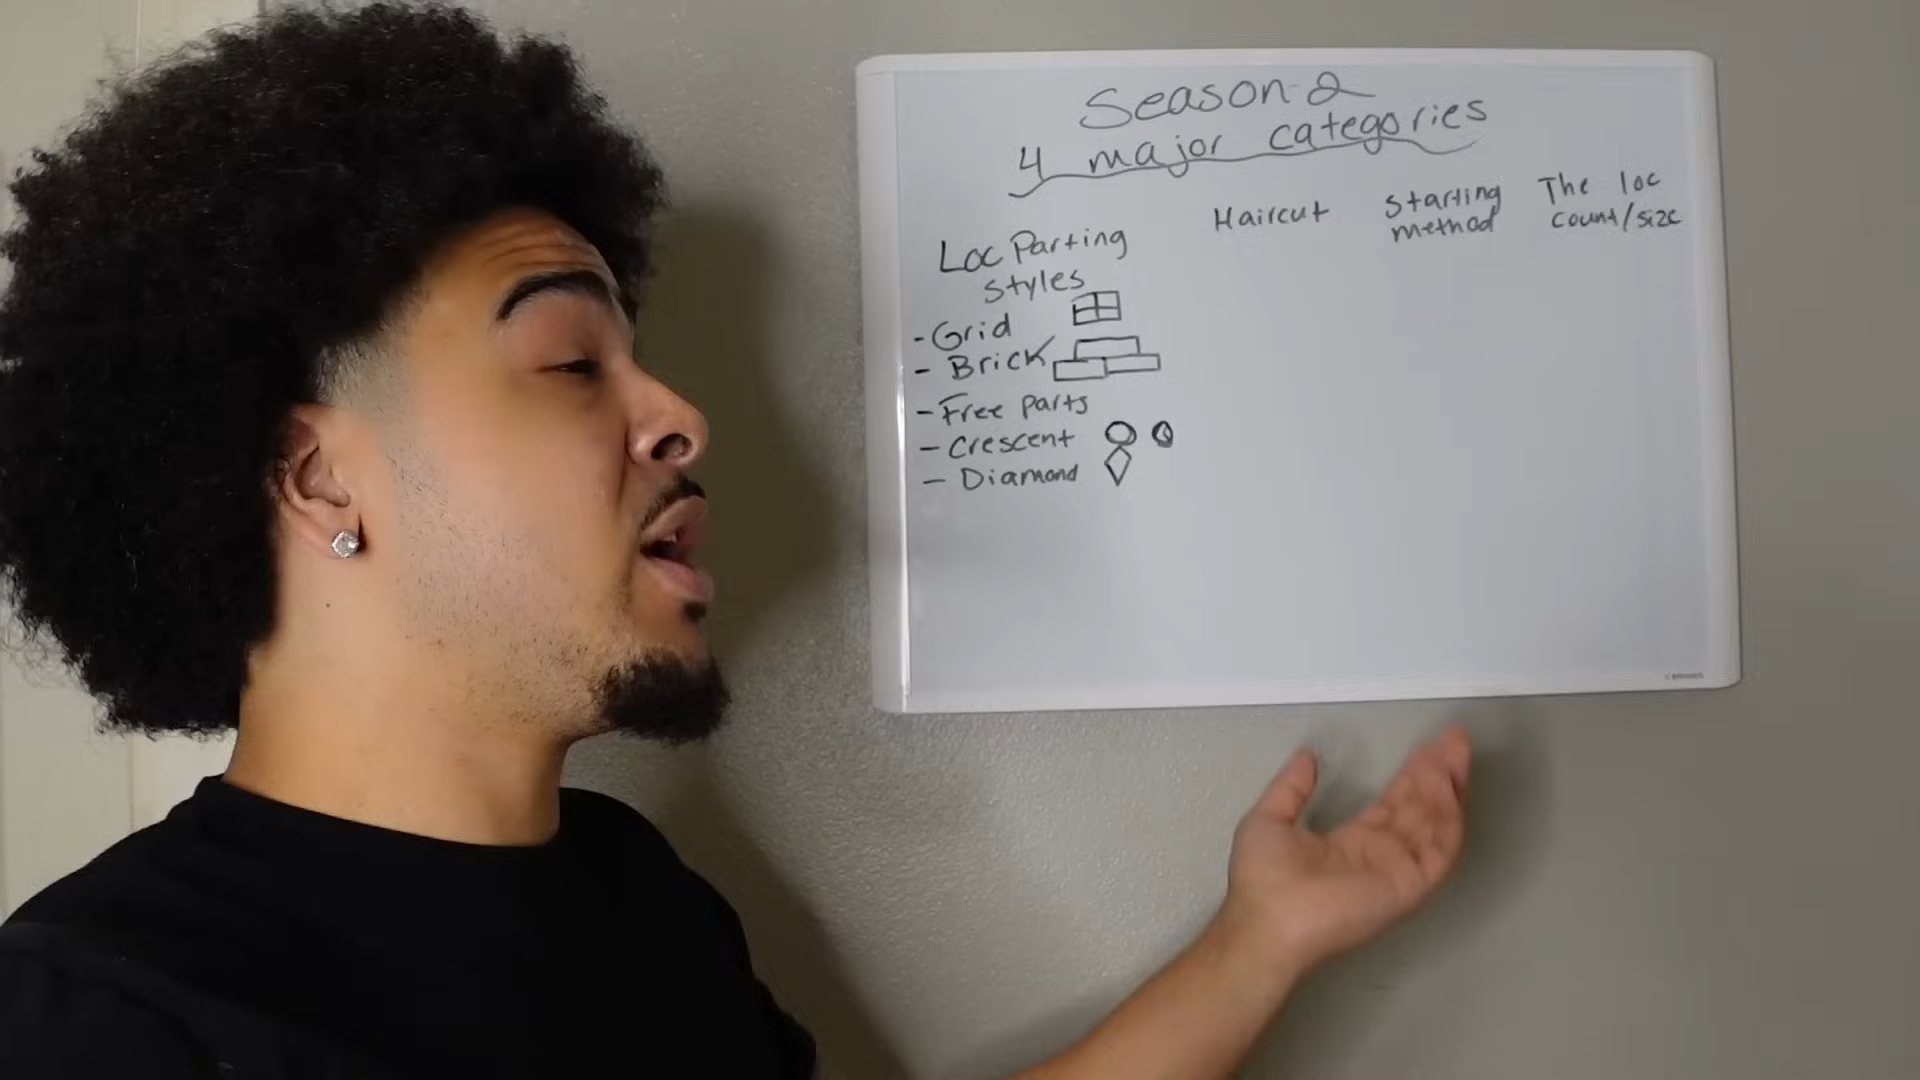 Season 2
4 major categories
Loc Parting
styles
- Grid
- Brick
- Free parts
- Crescent
- Diamond
Haircut
Starting
method
The loc
count/size